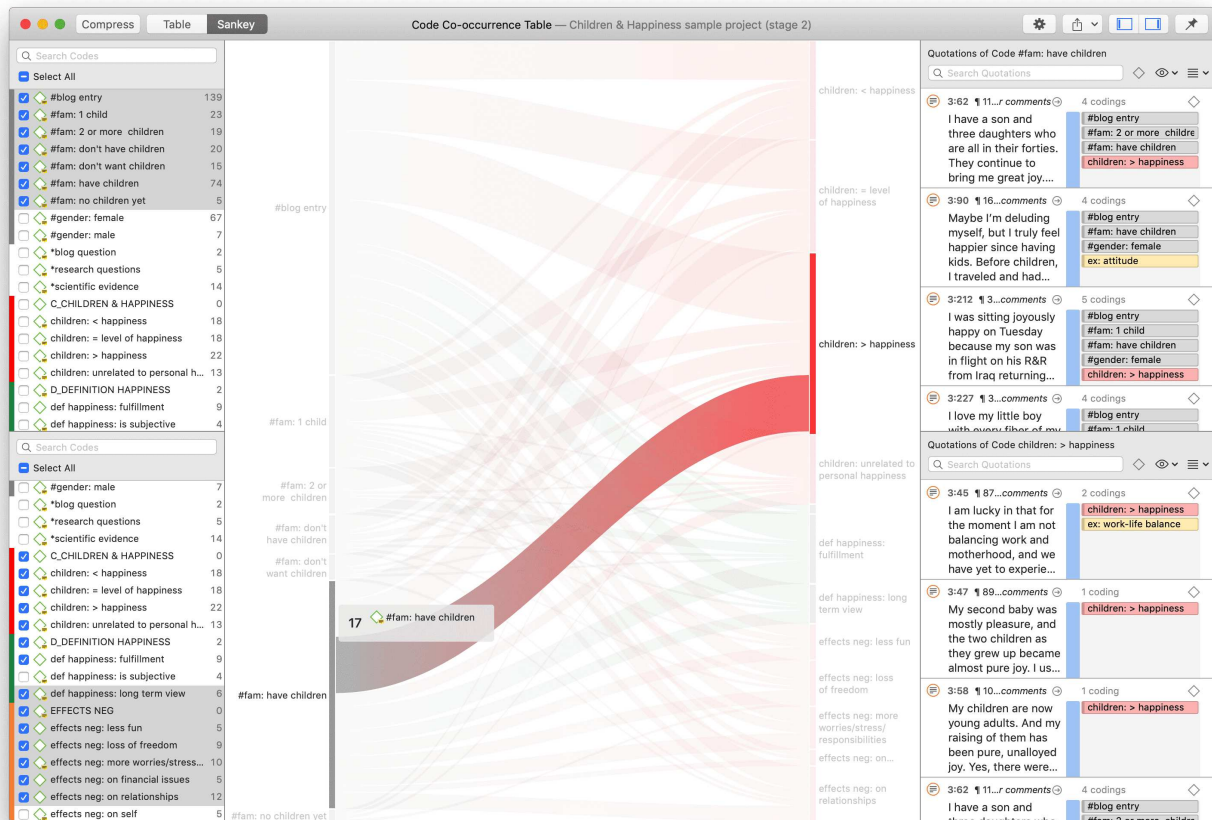 Compress
Table
Sankey
Code Co-occurrence Table — Children & Happiness sample project (stage 2)
Search Codes
Select All
#blog entry 139
#fam: 1 child 23
#fam: 2 or more children 19
#fam: don't have children 20
#fam: don't want children 15
#fam: have children 74
#fam: no children yet 5
#gender: female 67
#gender: male 7
*blog question 2
*research questions 5
*scientific evidence 14
C_CHILDREN & HAPPINESS 0
children: < happiness 18
children: = level of happiness 18
children: > happiness 22
children: unrelated to personal h... 13
D_DEFINITION HAPPINESS 2
def happiness: fulfillment 9
def happiness: is subjective 4
Search Codes
Select All
#gender: male 7
*blog question 2
*research questions 5
*scientific evidence 14
C_CHILDREN & HAPPINESS 0
children: < happiness 18
children: = level of happiness 18
children: > happiness 22
children: unrelated to personal h... 13
D_DEFINITION HAPPINESS 2
def happiness: fulfillment 9
def happiness: is subjective 4
def happiness: long term view 6
EFFECTS NEG 0
effects neg: less fun 5
effects neg: loss of freedom 9
effects neg: more worries/stress... 10
effects neg: on financial issues 5
effects neg: on relationships 12
effects neg: on self 5
#blog entry
#fam: 1 child
#fam: 2 or
more children
#fam: don't
have children
#fam: don't
want children
#fam: have children
#fam: no children yet
17 #fam: have children
children: < happiness
children: = level
of happiness
children: > happiness
children: unrelated to
personal happiness
def happiness:
fulfillment
def happiness: long
term view
effects neg: less fun
effects neg: loss
of freedom
effects neg: more
worries/stress/
responsibilities
effects neg: on...
effects neg: on
relationships
Quotations of Code #fam: have children
Search Quotations
3:62 ¶ 11...r comments 4 codings
I have a son and
three daughters who
are all in their forties.
They continue to
bring me great joy....
#blog entry
#fam: 2 or more childre
#fam: have children
children: > happiness
3:90 ¶ 16...comments 4 codings
Maybe I'm deluding
myself, but I truly feel
happier since having
kids. Before children,
I traveled and had...
#blog entry
#fam: have children
#gender: female
ex: attitude
3:212 ¶ 3...comments 5 codings
I was sitting joyously
happy on Tuesday
because my son was
in flight on his R&R
from Iraq returning...
#blog entry
#fam: 1 child
#fam: have children
#gender: female
children: > happiness
3:227 ¶ 3...comments 4 codings
I love my little boy
with every fiber of my
#blog entry
#fam: 1 child
Quotations of Code children: > happiness
Search Quotations
3:45 ¶ 87...comments 2 codings
I am lucky in that for
the moment I am not
balancing work and
motherhood, and we
have yet to experie...
children: > happiness
ex: work-life balance
3:47 ¶ 89...comments 1 coding
My second baby was
mostly pleasure, and
the two children as
they grew up became
almost pure joy. I us...
children: > happiness
3:58 ¶ 10...comments 1 coding
My children are now
young adults. And my
raising of them has
been pure, unalloyed
joy. Yes, there were...
children: > happiness
3:62 ¶ 11...r comments 4 codings
I have a son and
three daughters who
#blog entry
#fam: 2 or more childre